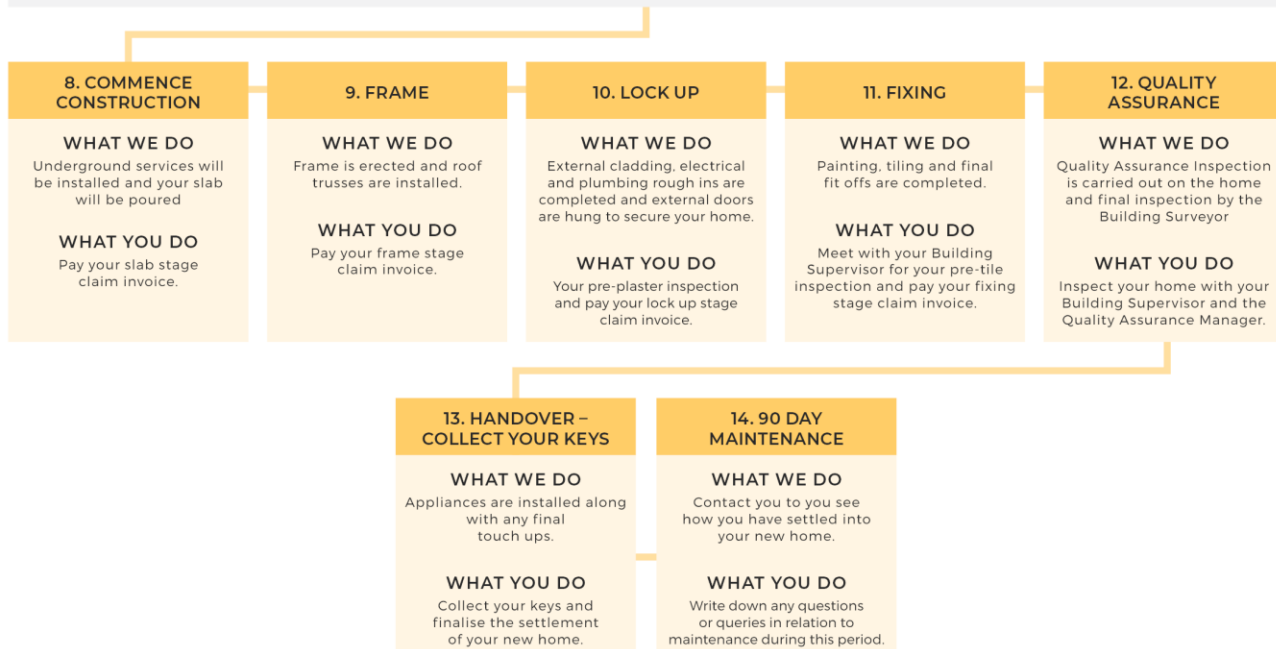 8. COMMENCE
CONSTRUCTION
WHAT WE DO
Underground services will
be installed and your slab
will be poured
WHAT YOU DO
Pay your slab stage
claim invoice.
9. FRAME
WHAT WE DO
Frame is erected and roof
trusses are installed.
WHAT YOU DO
Pay your frame stage
claim invoice.
10. LOCK UP
WHAT WE DO
External cladding, electrical
and plumbing rough ins are
completed and external doors
are hung to secure your home.
WHAT YOU DO
Your pre-plaster inspection
and pay your lock up stage
claim invoice.
11. FIXING
WHAT WE DO
Painting, tiling and final
fit offs are completed.
WHAT YOU DO
Meet with your Building
Supervisor for your pre-tile
inspection and pay your fixing
stage claim invoice.
12. QUALITY
ASSURANCE
WHAT WE DO
Quality Assurance Inspection
is carried out on the home
and final inspection by the
Building Surveyor
WHAT YOU DO
Inspect your home with your
Building Supervisor and the
Quality Assurance Manager.
13. HANDOVER –
COLLECT YOUR KEYS
WHAT WE DO
Appliances are installed along
with any final
touch ups.
WHAT YOU DO
Collect your keys and
finalise the settlement
of your new home.
14. 90 DAY
MAINTENANCE
WHAT WE DO
Contact you to you see
how you have settled into
your new home.
WHAT YOU DO
Write down any questions
or queries in relation to
maintenance during this period.